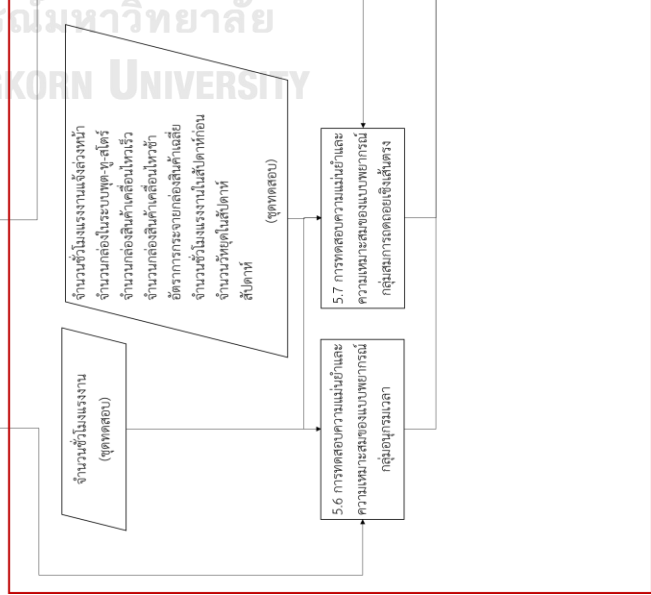 จำนวนชั่วโมงแรงงาน
(ชุดทดสอบ)
จำนวนชั่วโมงแรงงานแจ้งล่วงหน้า
จำนวนกล่องในระบบพุต-ทู-สโตร์
จำนวนกล่องสินค้าเคลื่อนไหวเร็ว
จำนวนกล่องสินค้าเคลื่อนไหวช้า
อัตราการกระจายกล่องสินค้าเฉลี่ย
จำนวนชั่วโมงแรงงานในสัปดาห์ก่อน
จำนวนวันหยุดในสัปดาห์
สัปดาห์
(ชุดทดสอบ)
5.6 การทดสอบความแม่นยำและ
ความเหมาะสมของแบบพยากรณ์
กลุ่มอนุกรมเวลา
5.7 การทดสอบความแม่นยำและ
ความเหมาะสมของแบบพยากรณ์
กลุ่มสมการถดถอยเชิงเส้นตรง
ณ์มหาวิทยาลัย
KORN UNIVERSITY